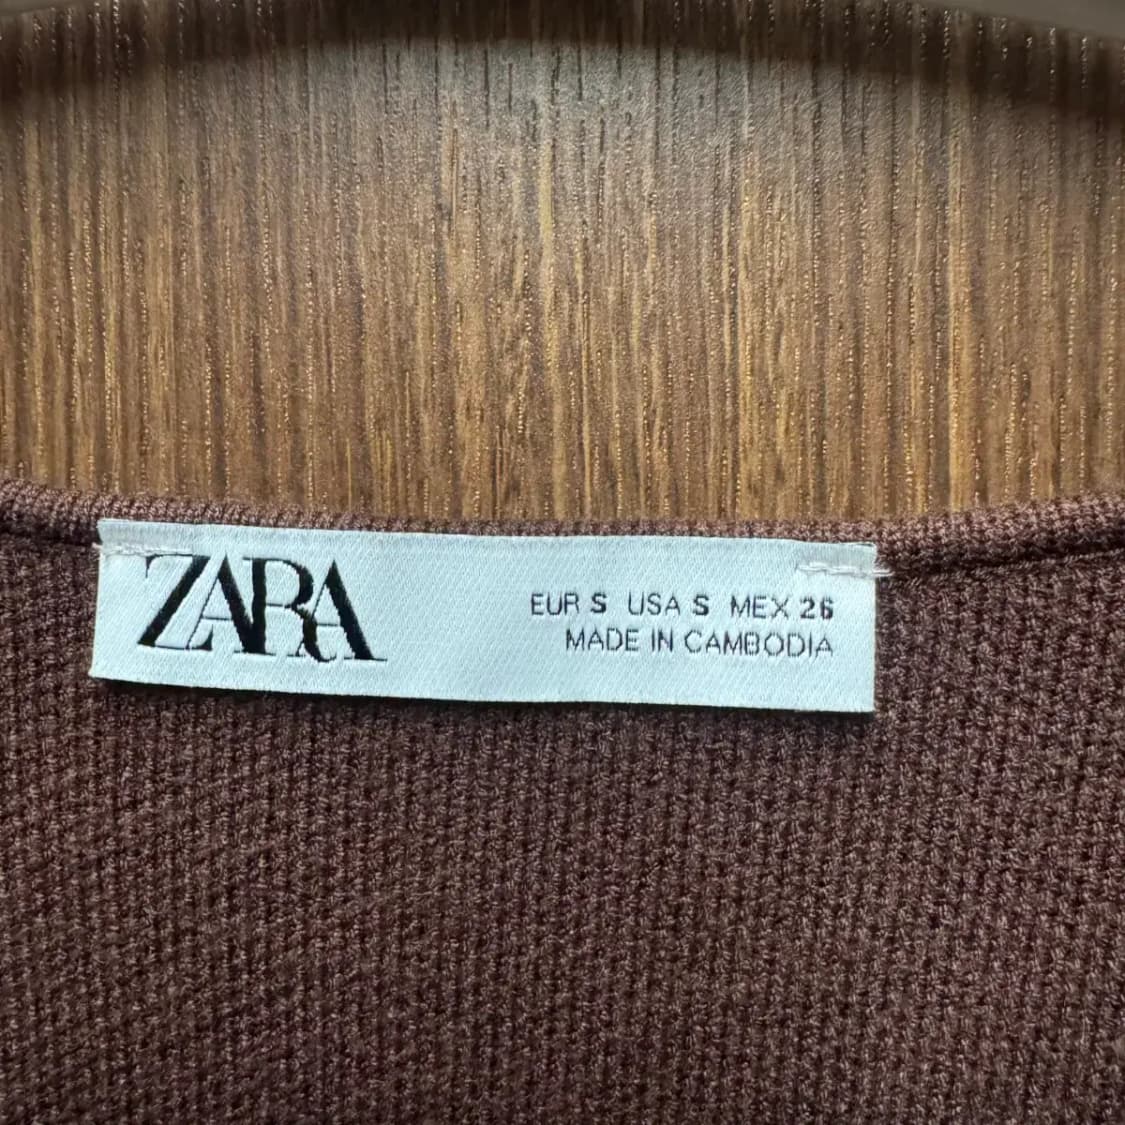 ZARA
EUR S USA S MEX 26
MADE IN CAMBODIA